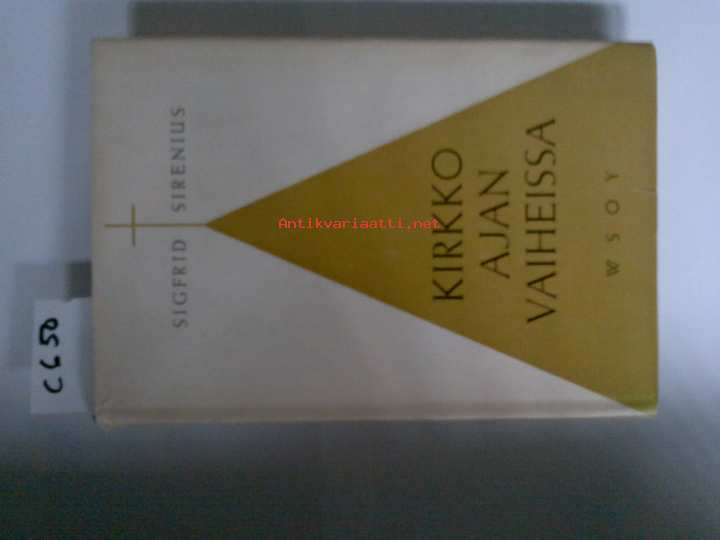 SIGFRID SIRENIUS
KIRKKO
AJAN
VAIHEISSA
WSOY
Antikvariaatti.net
C650